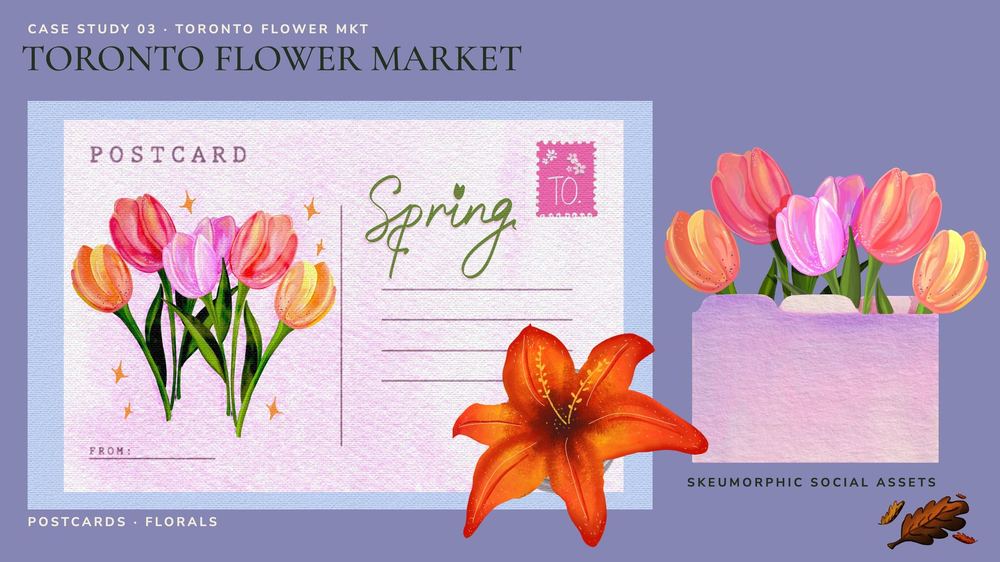 CASE STUDY 03 · TORONTO FLOWER MKT
TORONTO FLOWER MARKET
POSTCARD
Spring
TO.
FROM:
SKEUMORPHIC SOCIAL ASSETS
POSTCARDS · FLORALS